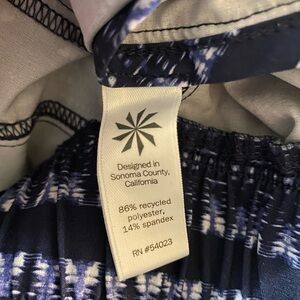 Designed in
Sonoma County,
California
86% recycled
polyester,
14% spandex
RN #54023